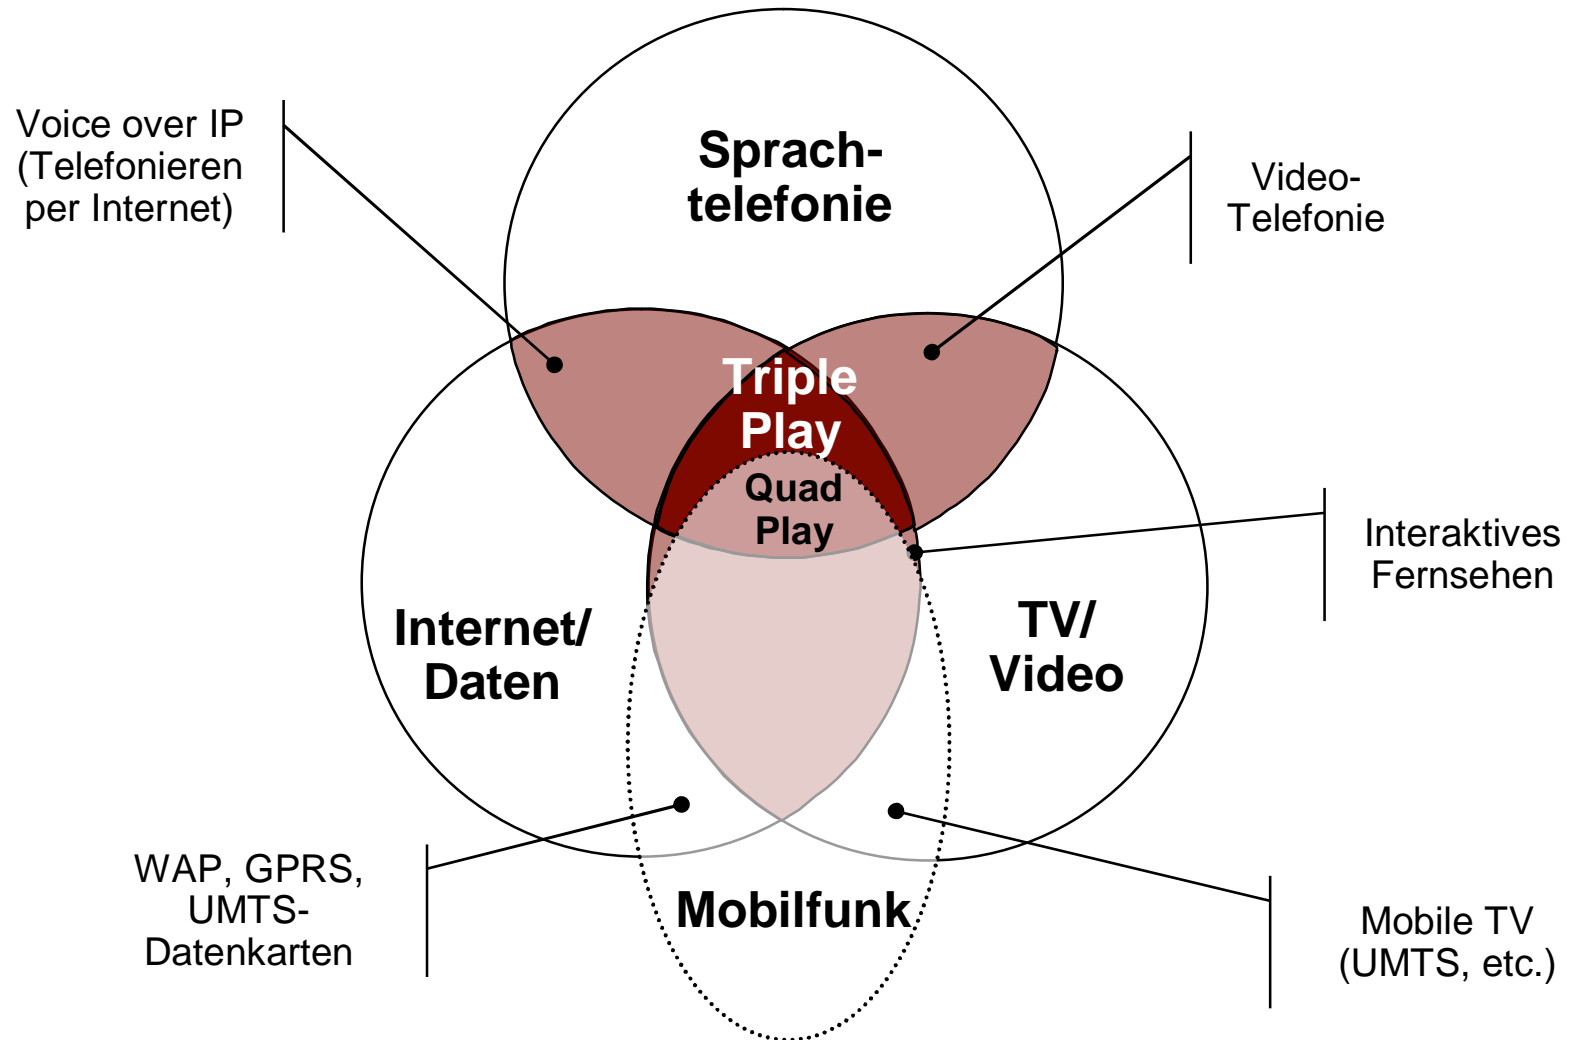 Voice over IP
(Telefonieren
per Internet)
Sprach-
telefonie
Video-
Telefonie
Triple
Play
Quad
Play
Interaktives
Fernsehen
Internet/
Daten
TV/
Video
WAP, GPRS,
UMTS-
Datenkarten
Mobilfunk
Mobile TV
(UMTS, etc.)